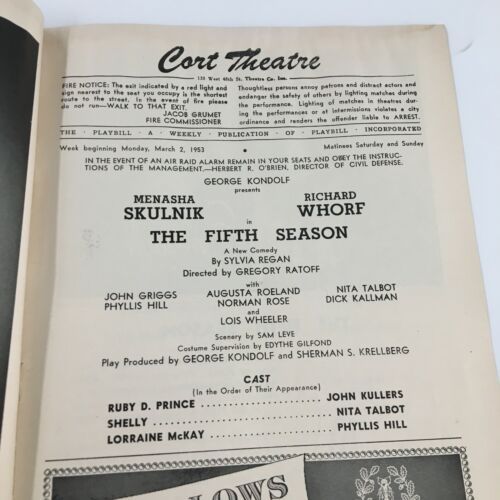 Cort Theatre
138 West 48th St. Theatre Co. Inc.
FIRE NOTICE: The exit indicated by a red light and
sign nearest to the seat you occupy is the shortest
route to the street. In the event of fire please
do not run—WALK TO THAT EXIT.
JACOB GRUMET
FIRE COMMISSIONER
Thoughtless persons annoy patrons and distract actors and
endanger the safety of others by lighting matches during
the performance. Lighting of matches in theatres dur-
ing the performances or at intermissions violates a city
ordinance and renders the offender liable to ARREST.
THE · PLAYBILL · A · WEEKLY · PUBLICATION · OF · PLAYBILL · INCORPORATED
Week beginning Monday, March 2, 1953 • Matinees Saturday and Sunday
IN THE EVENT OF AN AIR RAID ALARM REMAIN IN YOUR SEATS AND OBEY THE INSTRUC-
TIONS OF THE MANAGEMENT.—HERBERT R. O'BRIEN, DIRECTOR OF CIVIL DEFENSE.
GEORGE KONDOLF
presents
MENASHA RICHARD
SKULNIK WHORF
in
THE FIFTH SEASON
A New Comedy
By SYLVIA REGAN
Directed by GREGORY RATOFF
with
JOHN GRIGGS AUGUSTA ROELAND NITA TALBOT
PHYLLIS HILL NORMAN ROSE DICK KALLMAN
and
LOIS WHEELER
Scenery by SAM LEVE
Costume Supervision by EDYTHE GILFOND
Play Produced by GEORGE KONDOLF and SHERMAN S. KRELLBERG
CAST
(In the Order of Their Appearance)
RUBY D. PRINCE .................... JOHN KULLERS
SHELLY .................... NITA TALBOT
LORRAINE McKAY .................... PHYLLIS HILL